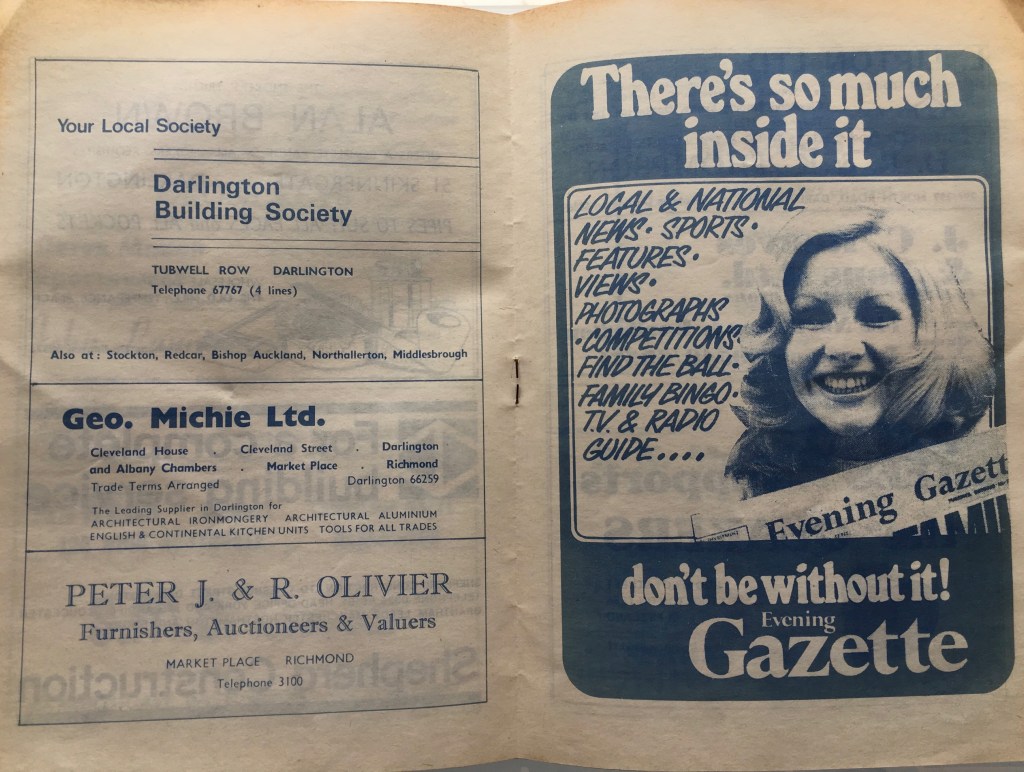 Your Local Society
Darlington
Building Society
TUBWELL ROW DARLINGTON
Telephone 67767 (4 lines)
Also at : Stockton, Redcar, Bishop Auckland, Northallerton, Middlesbrough
Geo. Michie Ltd.
Cleveland House . Cleveland Street . Darlington
and Albany Chambers . Market Place . Richmond
Trade Terms Arranged Darlington 66259
The Leading Supplier in Darlington for
ARCHITECTURAL IRONMONGERY ARCHITECTURAL ALUMINIUM
ENGLISH & CONTINENTAL KITCHEN UNITS TOOLS FOR ALL TRADES
PETER J. & R. OLIVIER
Furnishers, Auctioneers & Valuers
MARKET PLACE RICHMOND
Telephone 3100
There's so much
inside it
LOCAL & NATIONAL
NEWS · SPORTS ·
FEATURES ·
VIEWS ·
PHOTOGRAPHS
· COMPETITIONS ·
FIND THE BALL ·
FAMILY BINGO ·
T.V. & RADIO
GUIDE....
Evening Gazett
FAMI
don't be without it!
Evening
Gazette